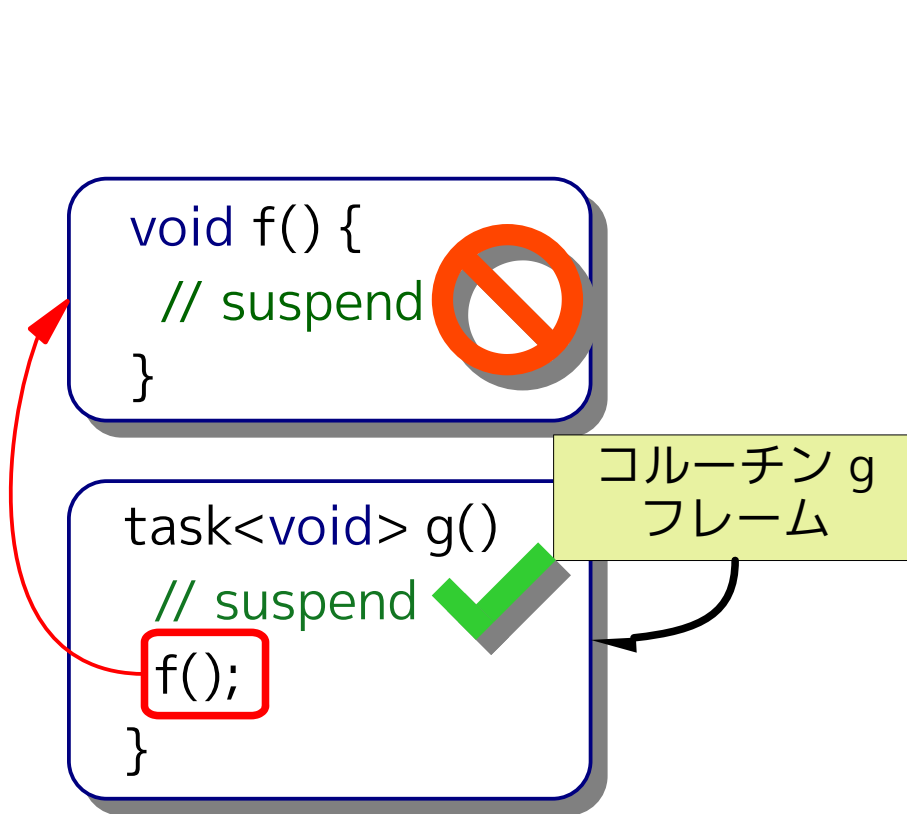 void f() {
// suspend
}
コルーチン g
フレーム
task<void> g()
// suspend
f();
}